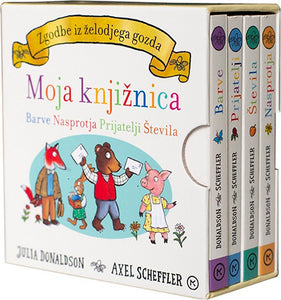 Zgodbe iz želodjega gozda
Moja knjižnica
Barve Nasprotja Prijatelji Števila
JULIA DONALDSON AXEL SCHEFFLER
Barve
DONALDSON SCHEFFLER
Prijatelji
DONALDSON SCHEFFLER
Števila
DONALDSON SCHEFFLER
Nasprotja
DONALDSON SCHEFFLER